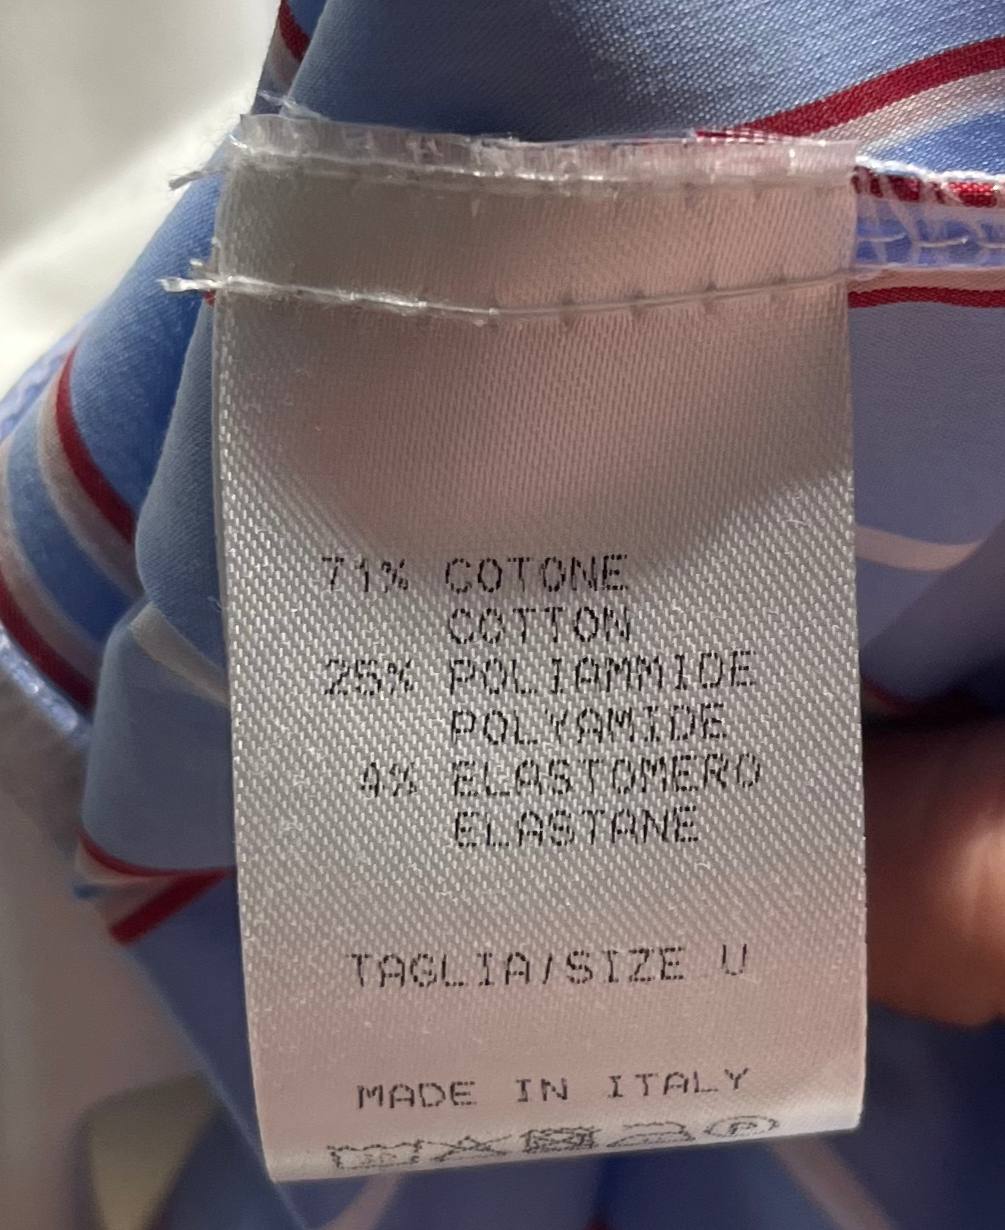 71% COTONE
COTTON
25% POLIAMMIDE
POLYAMIDE
4% ELASTOMERO
ELASTANE
TAGLIA/SIZE U
MADE IN ITALY